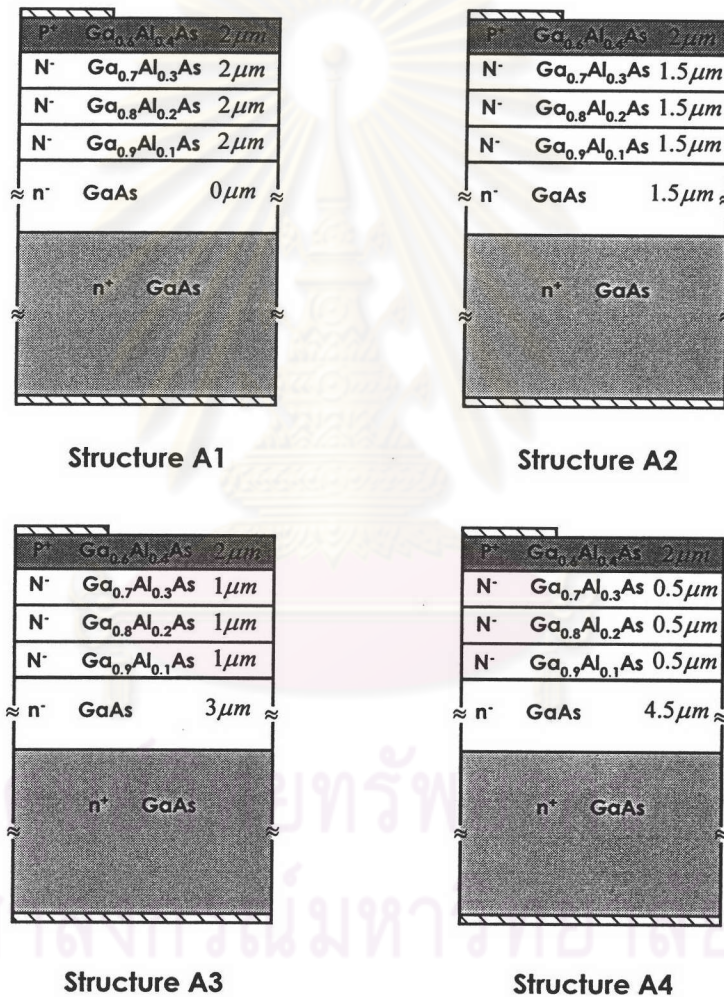 P⁺ Ga₀.₆Al₀.₄As 2μm
N⁻ Ga₀.₇Al₀.₃As 2μm
N⁻ Ga₀.₈Al₀.₂As 2μm
N⁻ Ga₀.₉Al₀.₁As 2μm
≈ n⁻ GaAs 0μm ≈
n⁺ GaAs
≈ ≈
Structure A1
P⁺ Ga₀.₆Al₀.₄As 2μm
N⁻ Ga₀.₇Al₀.₃As 1.5μm
N⁻ Ga₀.₈Al₀.₂As 1.5μm
N⁻ Ga₀.₉Al₀.₁As 1.5μm
≈ n⁻ GaAs 1.5μm ≈
n⁺ GaAs
≈ ≈
Structure A2
P⁺ Ga₀.₆Al₀.₄As 2μm
N⁻ Ga₀.₇Al₀.₃As 1μm
N⁻ Ga₀.₈Al₀.₂As 1μm
N⁻ Ga₀.₉Al₀.₁As 1μm
≈ n⁻ GaAs 3μm ≈
n⁺ GaAs
≈ ≈
Structure A3
P⁺ Ga₀.₆Al₀.₄As 2μm
N⁻ Ga₀.₇Al₀.₃As 0.5μm
N⁻ Ga₀.₈Al₀.₂As 0.5μm
N⁻ Ga₀.₉Al₀.₁As 0.5μm
≈ n⁻ GaAs 4.5μm ≈
n⁺ GaAs
≈ ≈
Structure A4